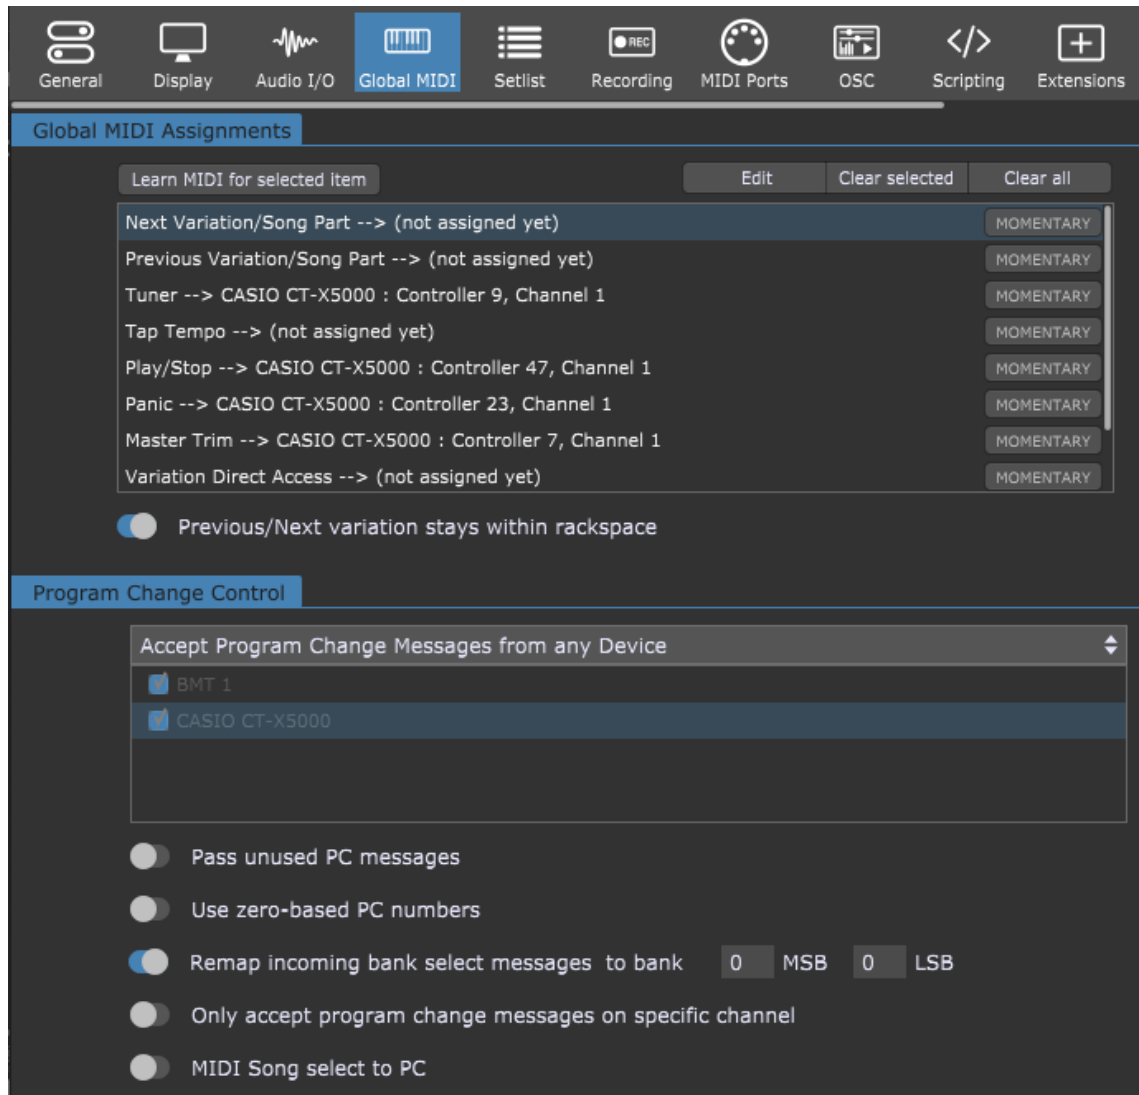 REC
General Display Audio I/O Global MIDI Setlist Recording MIDI Ports OSC Scripting Extensions
Global MIDI Assignments
Learn MIDI for selected item Edit Clear selected Clear all
Next Variation/Song Part --> (not assigned yet) MOMENTARY
Previous Variation/Song Part --> (not assigned yet) MOMENTARY
Tuner --> CASIO CT-X5000 : Controller 9, Channel 1 MOMENTARY
Tap Tempo --> (not assigned yet) MOMENTARY
Play/Stop --> CASIO CT-X5000 : Controller 47, Channel 1 MOMENTARY
Panic --> CASIO CT-X5000 : Controller 23, Channel 1 MOMENTARY
Master Trim --> CASIO CT-X5000 : Controller 7, Channel 1 MOMENTARY
Variation Direct Access --> (not assigned yet) MOMENTARY
Previous/Next variation stays within rackspace
Program Change Control
Accept Program Change Messages from any Device
BMT 1
CASIO CT-X5000
Pass unused PC messages
Use zero-based PC numbers
Remap incoming bank select messages to bank 0 MSB 0 LSB
Only accept program change messages on specific channel
MIDI Song select to PC